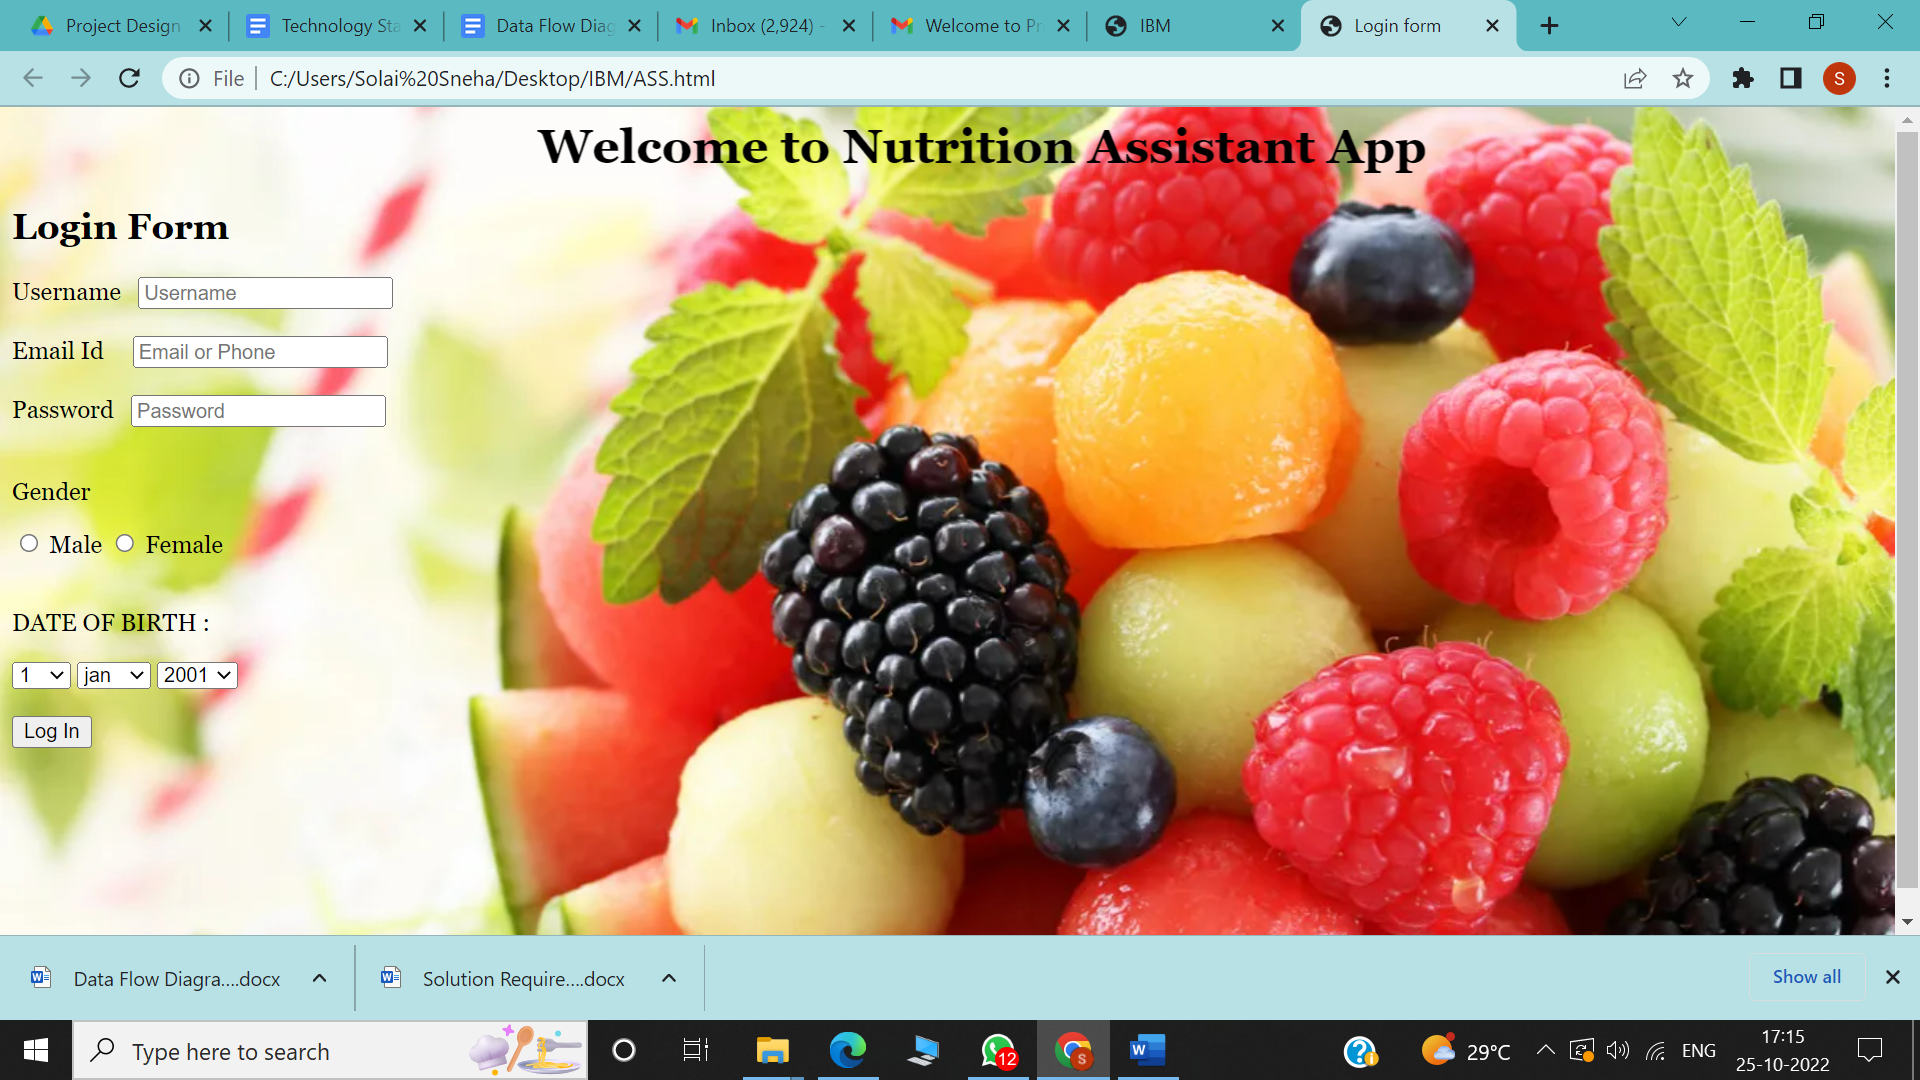 Project Design
Technology Sta
Data Flow Diag
Inbox (2,924) -
Welcome to Pr
IBM
Login form
File
C:/Users/Solai%20Sneha/Desktop/IBM/ASS.html
S
Welcome to Nutrition Assistant App
Login Form
Username Username
Email Id Email or Phone
Password Password
Gender
Male Female
DATE OF BIRTH :
1 jan 2001
Log In
Data Flow Diagra....docx
Solution Require....docx
Show all
Type here to search
12
S
29°C
ENG
17:15
25-10-2022